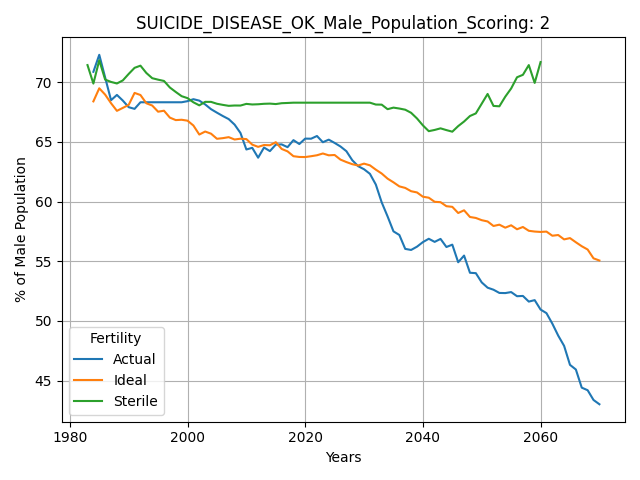 SUICIDE_DISEASE_OK_Male_Population_Scoring: 2
% of Male Population
70
65
60
55
50
45
Fertility
Actual
Ideal
Sterile
1980
2000
2020
2040
2060
Years